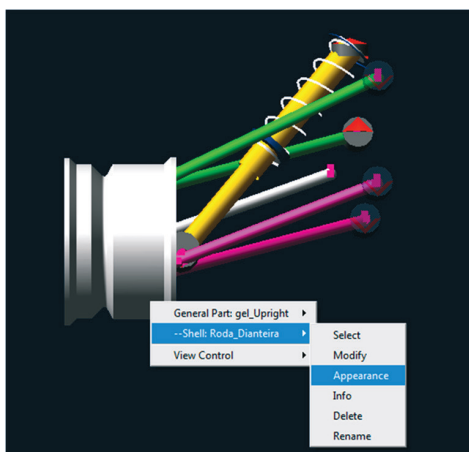 General Part: gel_Upright
--Shell: Roda_Dianteira
View Control
Select
Modify
Appearance
Info
Delete
Rename